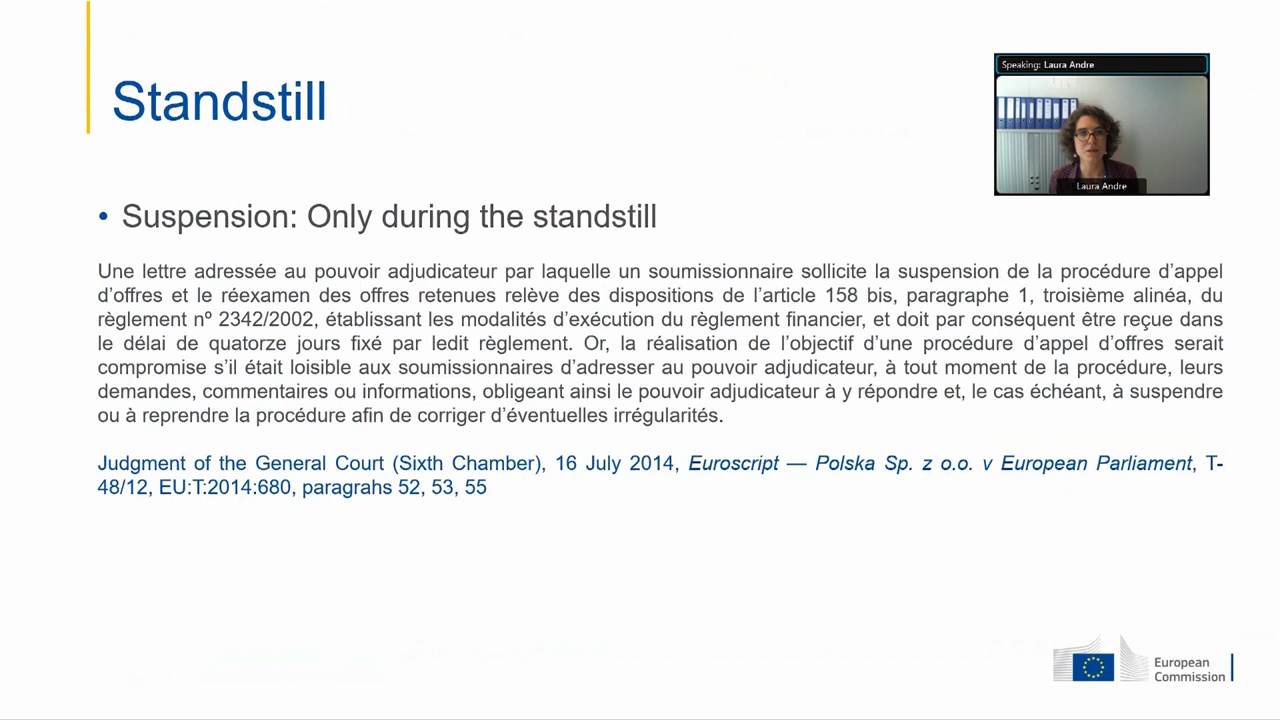 Speaking: Laura Andre
Standstill
Laura Andre
• Suspension: Only during the standstill
Une lettre adressée au pouvoir adjudicateur par laquelle un soumissionnaire sollicite la suspension de la procédure d’appel
d’offres et le réexamen des offres retenues relève des dispositions de l’article 158 bis, paragraphe 1, troisième alinéa, du
règlement nº 2342/2002, établissant les modalités d’exécution du règlement financier, et doit par conséquent être reçue dans
le délai de quatorze jours fixé par ledit règlement. Or, la réalisation de l’objectif d’une procédure d’appel d’offres serait
compromise s’il était loisible aux soumissionnaires d’adresser au pouvoir adjudicateur, à tout moment de la procédure, leurs
demandes, commentaires ou informations, obligeant ainsi le pouvoir adjudicateur à y répondre et, le cas échéant, à suspendre
ou à reprendre la procédure afin de corriger d’éventuelles irrégularités.
Judgment of the General Court (Sixth Chamber), 16 July 2014, Euroscript — Polska Sp. z o.o. v European Parliament, T-
48/12, EU:T:2014:680, paragrahs 52, 53, 55
European
Commission